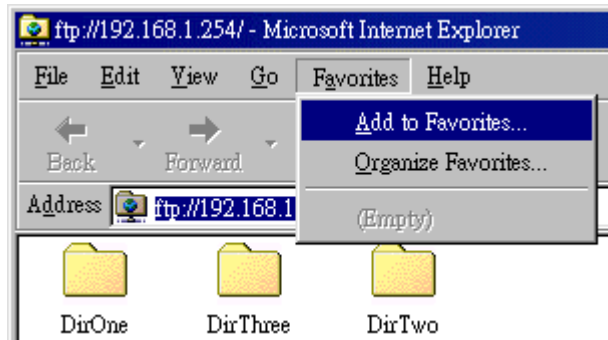 ftp://192.168.1.254/ - Microsoft Internet Explorer
File Edit View Go Favorites Help
Add to Favorites...
Back Forward
Organize Favorites...
Address ftp://192.168.1
(Empty)
DirOne DirThree DirTwo